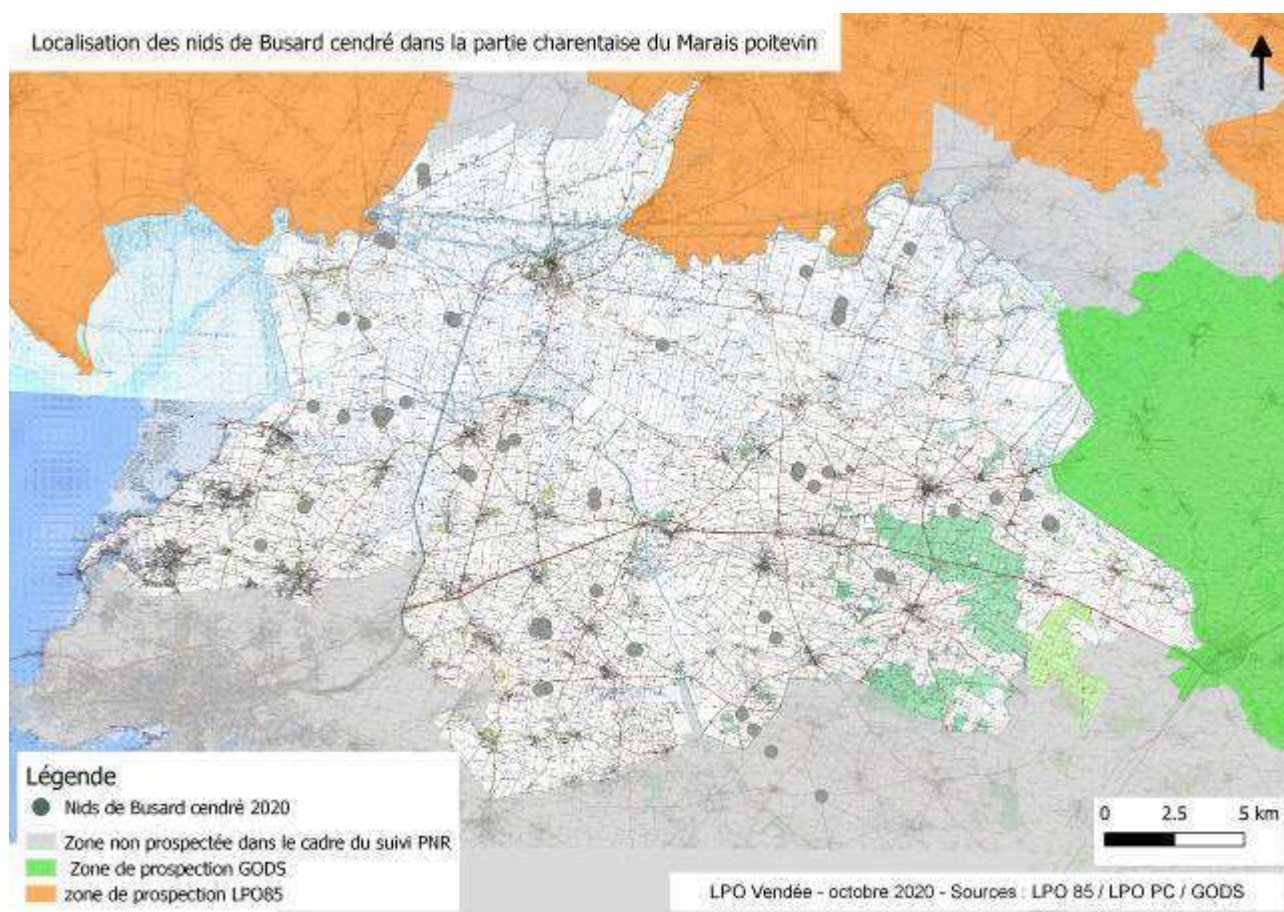 Localisation des nids de Busard cendré dans la partie charentaise du Marais poitevin
Légende
Nids de Busard cendré 2020
Zone non prospectée dans le cadre du suivi PNR
Zone de prospection GODS
zone de prospection LPO85
0 2.5 5 km
LPO Vendée - octobre 2020 - Sources : LPO 85 / LPO PC / GODS